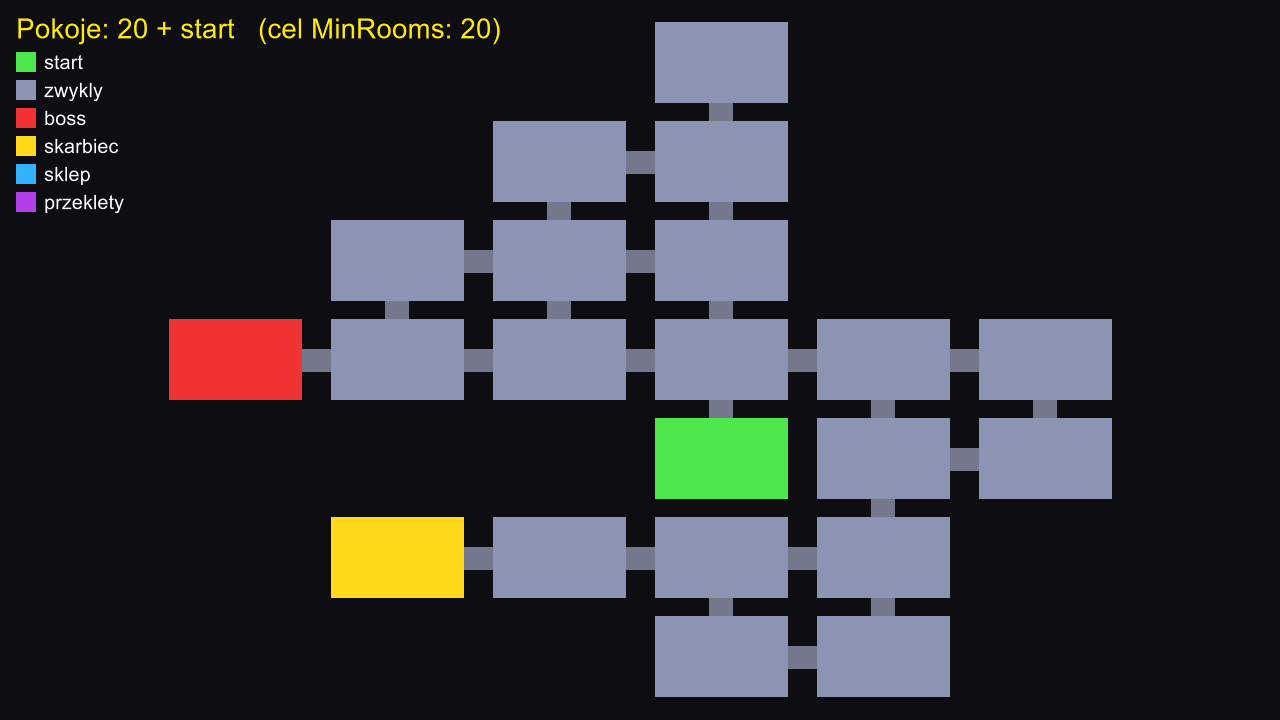 Pokoje: 20 + start (cel MinRooms: 20)
start
zwykly
boss
skarbiec
sklep
przeklety